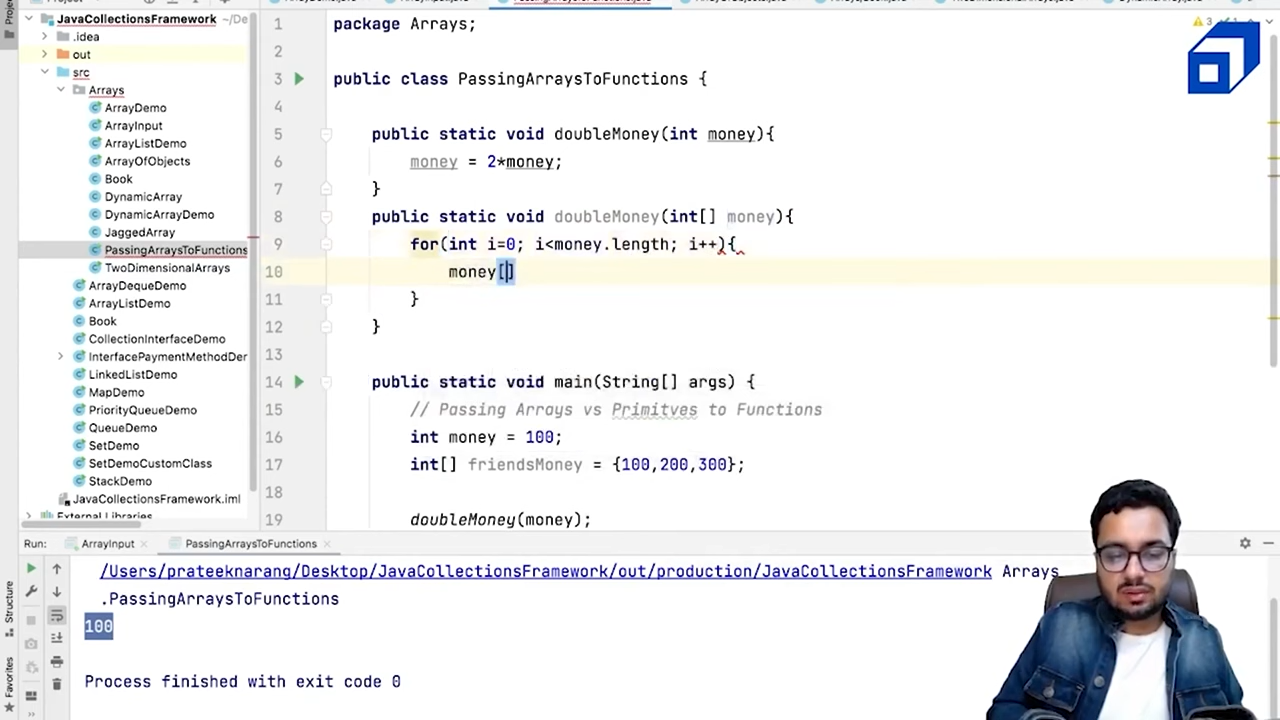 JavaCollectionsFramework ~/De
.idea
out
src
Arrays
ArrayDemo
ArrayInput
ArrayListDemo
ArrayOfObjects
Book
DynamicArray
DynamicArrayDemo
JaggedArray
PassingArraysToFunctions
TwoDimensionalArrays
ArrayDequeDemo
ArrayListDemo
Book
CollectionInterfaceDemo
InterfacePaymentMethodDer
LinkedListDemo
MapDemo
PriorityQueueDemo
QueueDemo
SetDemo
SetDemoCustomClass
StackDemo
JavaCollectionsFramework.iml
External Libraries
1 package Arrays;
2
3 public class PassingArraysToFunctions {
4
5 public static void doubleMoney(int money){
6 money = 2*money;
7 }
8 public static void doubleMoney(int[] money){
9 for(int i=0; i<money.length; i++){
10 money[]
11 }
12 }
13
14 public static void main(String[] args) {
15 // Passing Arrays vs Primitves to Functions
16 int money = 100;
17 int[] friendsMoney = {100,200,300};
18
19 doubleMoney(money);
3
Run: ArrayInput PassingArraysToFunctions
/Users/prateeknarang/Desktop/JavaCollectionsFramework/out/production/JavaCollectionsFramework Arrays
.PassingArraysToFunctions
100
Process finished with exit code 0
Structure
Favorites